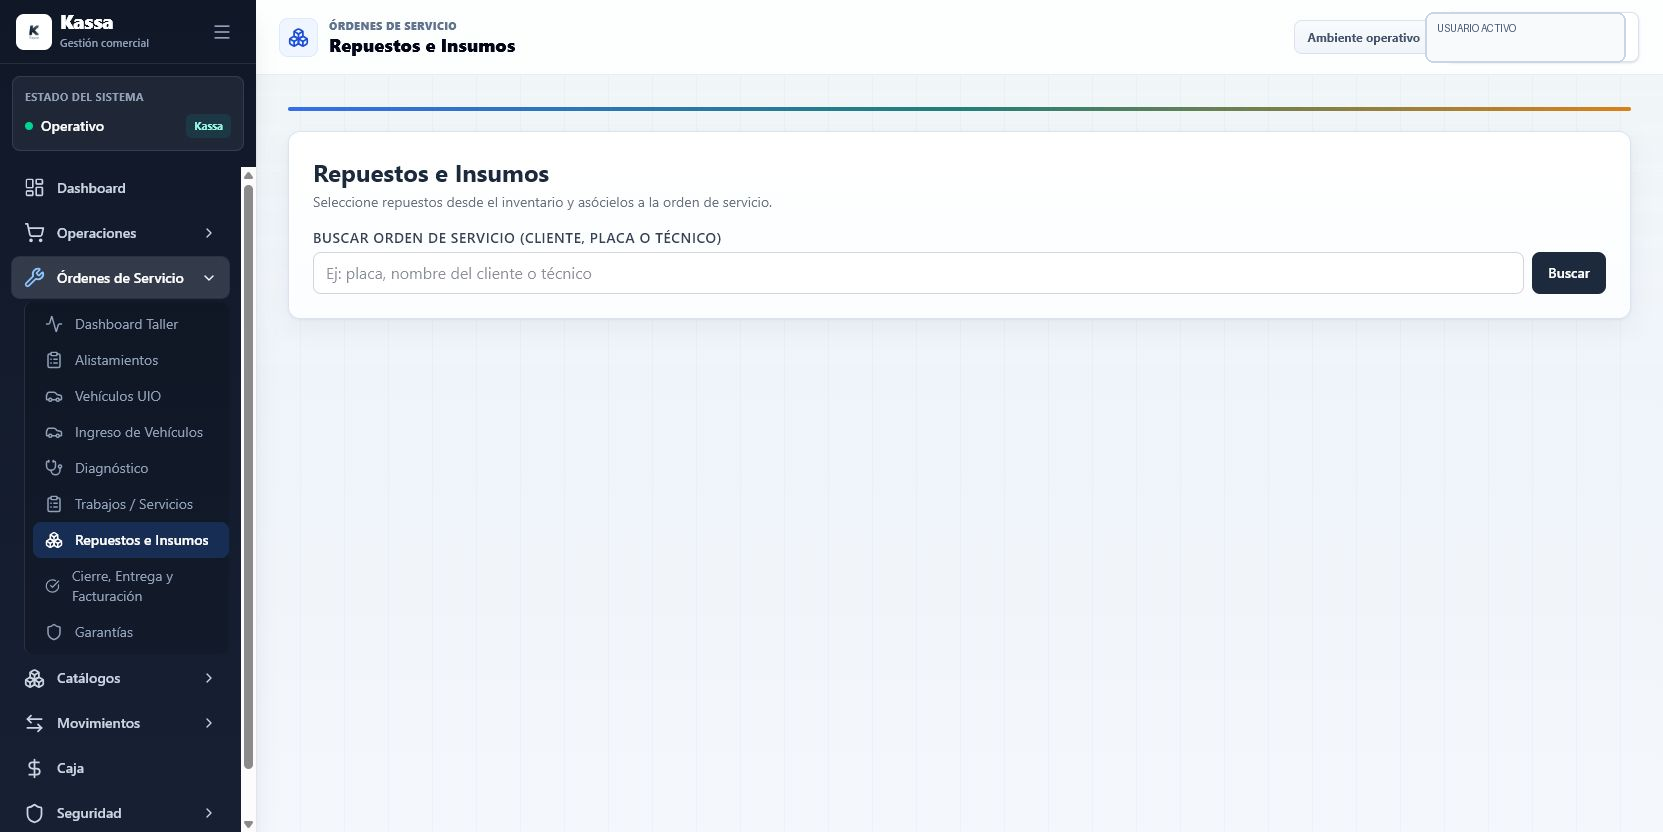 Kassa
Gestión comercial
ESTADO DEL SISTEMA
Operativo
Kassa
Dashboard
Operaciones
Órdenes de Servicio
Dashboard Taller
Alistamientos
Vehículos UIO
Ingreso de Vehículos
Diagnóstico
Trabajos / Servicios
Repuestos e Insumos
Cierre, Entrega y
Facturación
Garantías
Catálogos
Movimientos
Caja
Seguridad
ÓRDENES DE SERVICIO
Repuestos e Insumos
Ambiente operativo
USUARIO ACTIVO
Repuestos e Insumos
Seleccione repuestos desde el inventario y asócielos a la orden de servicio.
BUSCAR ORDEN DE SERVICIO (CLIENTE, PLACA O TÉCNICO)
Ej: placa, nombre del cliente o técnico
Buscar